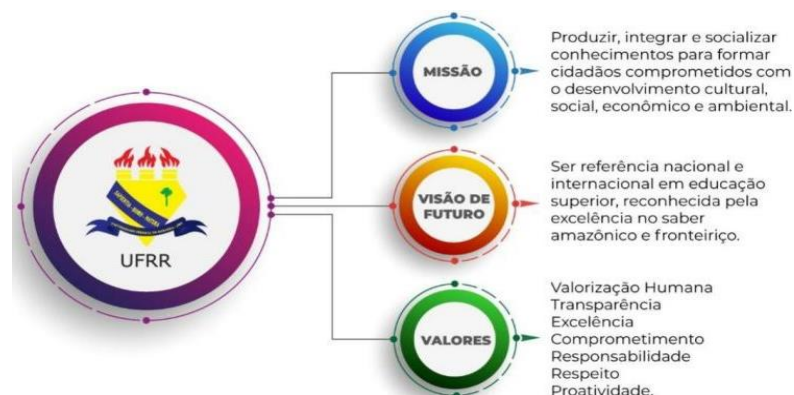 UFRR
MISSÃO
Produzir, integrar e socializar
conhecimentos para formar
cidadãos comprometidos com
o desenvolvimento cultural,
social, econômico e ambiental.
VISÃO DE
FUTURO
Ser referência nacional e
internacional em educação
superior, reconhecida pela
excelência no saber
amazônico e fronteiriço.
VALORES
Valorização Humana
Transparência
Excelência
Comprometimento
Responsabilidade
Respeito
Proatividade.